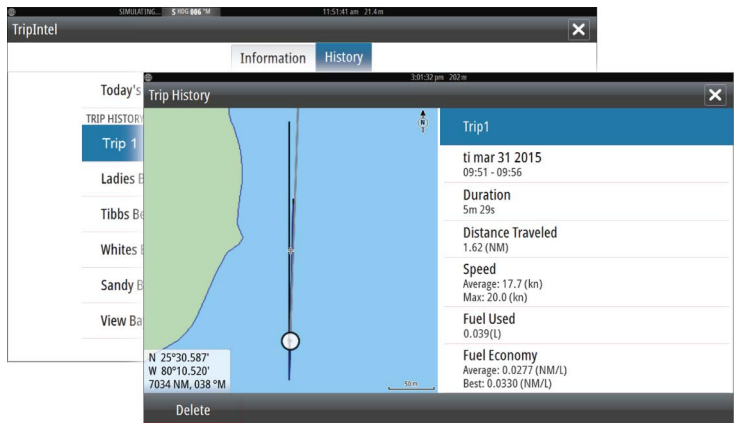 SIMULATING... S HDG 006 °M 11:51:41 am 21.4 m
TripIntel
Information History
Today's
TRIP HISTORY
Trip 1
Ladies B
Tibbs Be
Whites
Sandy B
View Ba
3:01:32 pm 202 m
Trip History
N
Trip1
ti mar 31 2015
09:51 - 09:56
Duration
5m 29s
Distance Traveled
1.62 (NM)
Speed
Average: 17.7 (kn)
Max: 20.0 (kn)
Fuel Used
0.039(L)
Fuel Economy
Average: 0.0277 (NM/L)
Best: 0.0330 (NM/L)
N 25°30.587'
W 80°10.520'
7034 NM, 038 °M
50 m
Delete